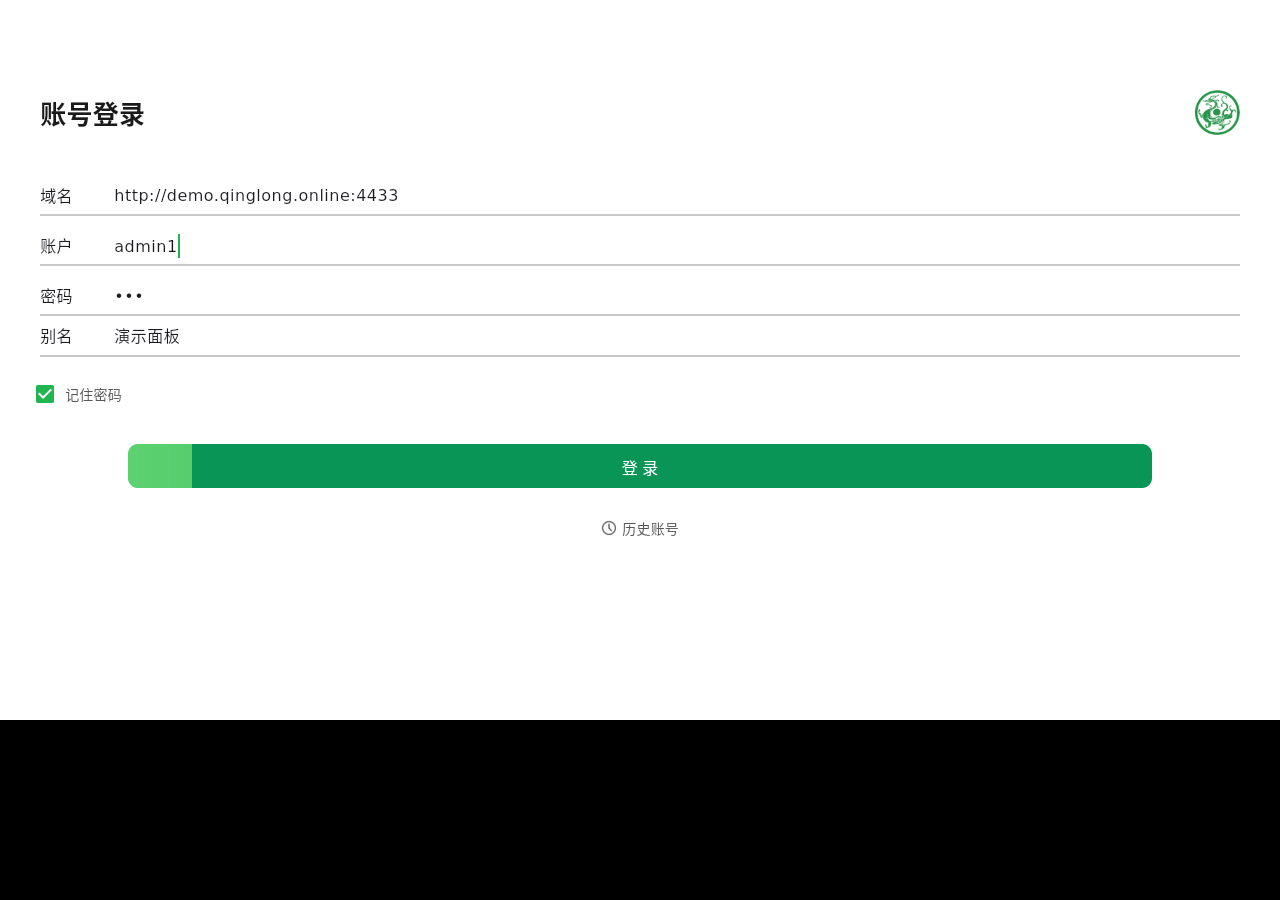 账号登录
域名 http://demo.qinglong.online:4433
账户 admin1
密码 •••
别名 演示面板
记住密码
登 录
历史账号